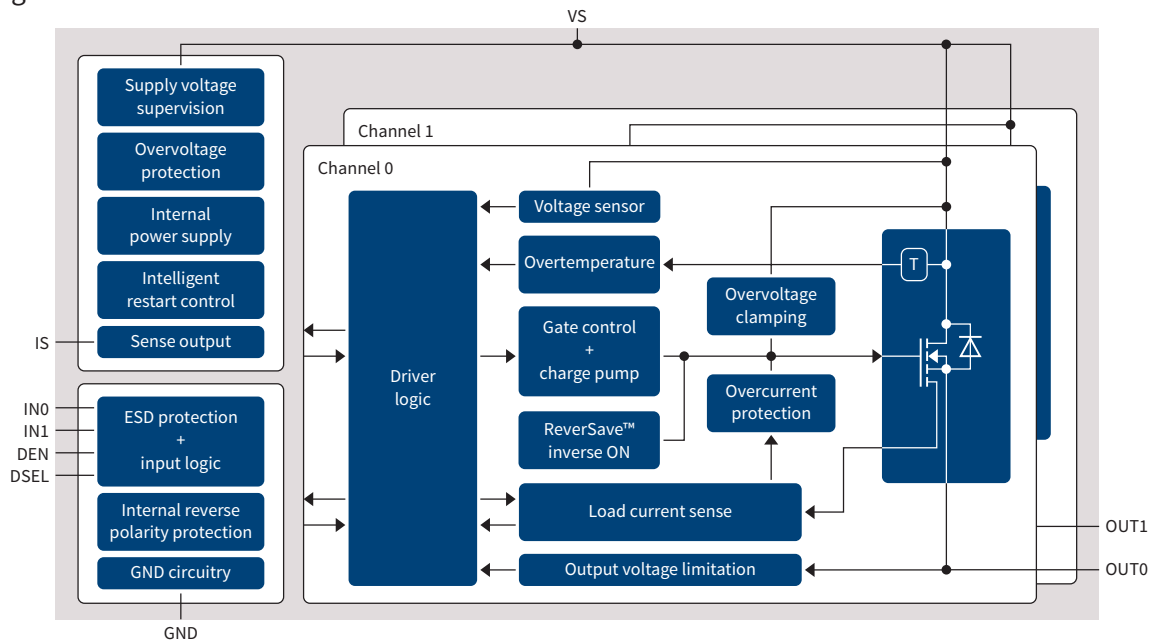 VS
Supply voltage
supervision
Overvoltage
protection
Internal
power supply
Intelligent
restart control
Sense output
IS
IN0
IN1
DEN
DSEL
ESD protection
+
input logic
Internal reverse
polarity protection
GND circuitry
GND
Channel 1
Channel 0
Driver
logic
Voltage sensor
Overtemperature
Gate control
+
charge pump
ReverSave™
inverse ON
Load current sense
Output voltage limitation
Overvoltage
clamping
Overcurrent
protection
T
OUT1
OUT0